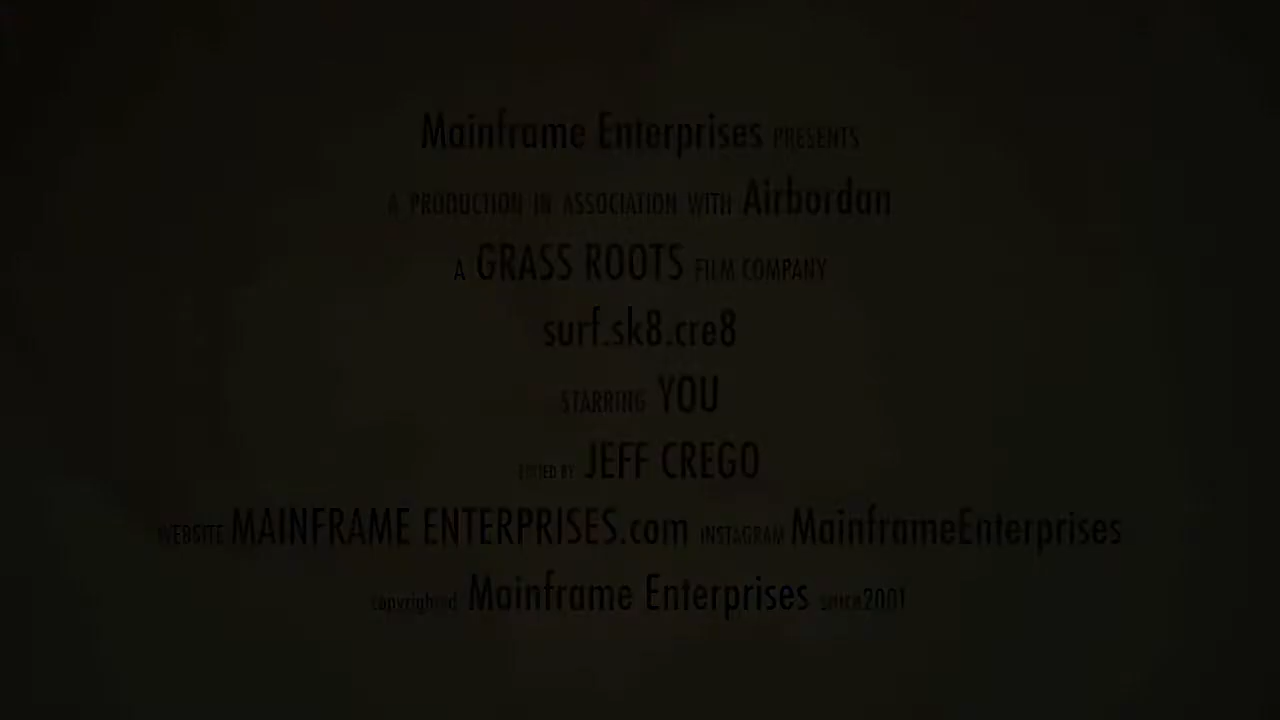 Mainframe Enterprises PRESENTS
A PRODUCTION IN ASSOCIATION WITH Airbordan
A GRASS ROOTS FILM COMPANY
surf.sk8.cre8
STARRING YOU
EDITED BY JEFF CREGO
WEBSITE MAINFRAME ENTERPRISES.com INSTAGRAM MainframeEnterprises
copyrighted Mainframe Enterprises since2001